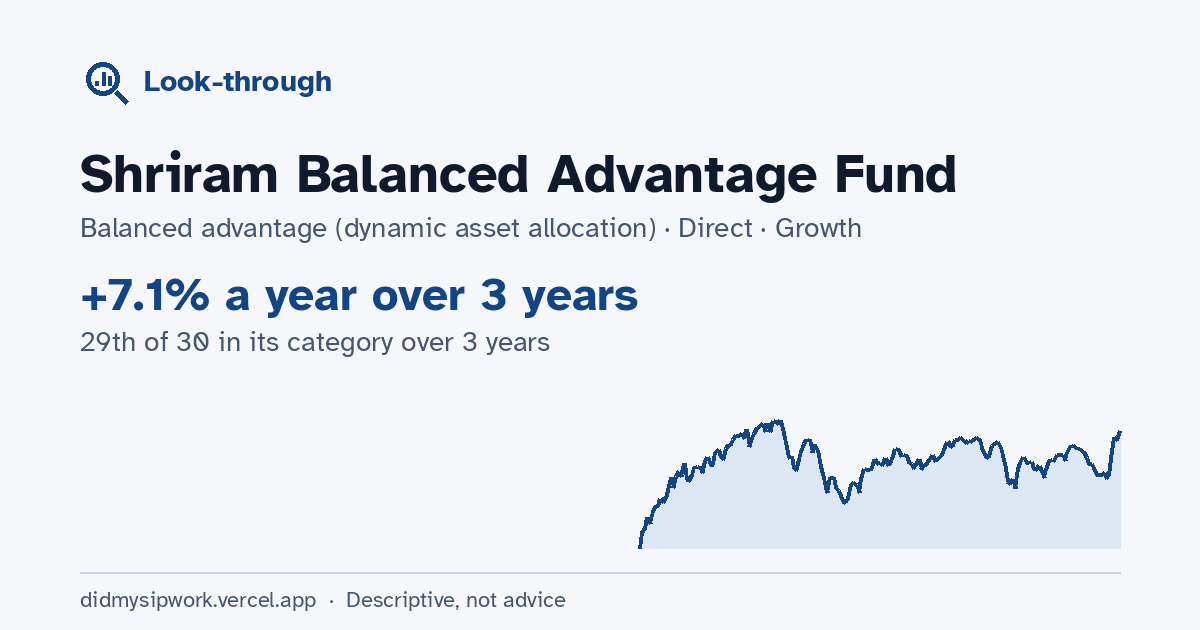 Look-through
Shriram Balanced Advantage Fund
Balanced advantage (dynamic asset allocation) · Direct · Growth
+7.1% a year over 3 years
29th of 30 in its category over 3 years
didmysipwork.vercel.app · Descriptive, not advice